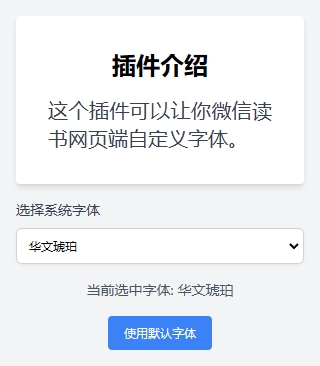 插件介绍
这个插件可以让你微信读
书网页端自定义字体。
选择系统字体
华文琥珀
当前选中字体: 华文琥珀
使用默认字体